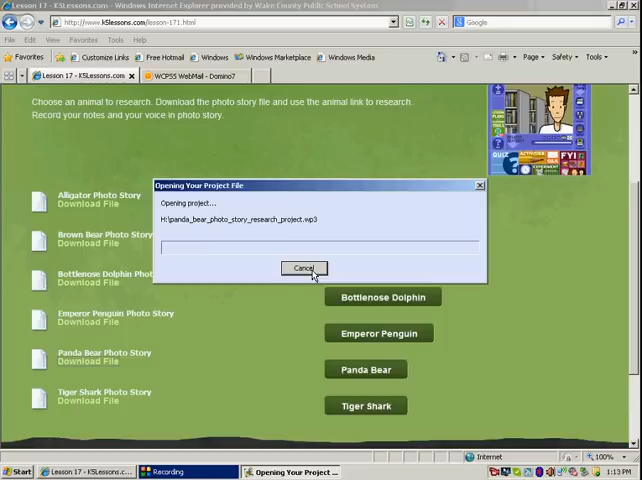 Lesson 17 - K5Lessons.com - Windows Internet Explorer provided by Wake County Public School System
http://www.k5lessons.com/lesson-171.html
Google
File Edit View Favorites Tools Help
Favorites Customize Links Free Hotmail Windows Windows Marketplace Windows Media
Page Safety Tools
Lesson 17 - K5Lessons.com WCPSS WebMail - Domino7
Choose an animal to research. Download the photo story file and use the animal link to research.
Record your notes and your voice in photo story.
QUIZ
FYI
Alligator Photo Story
Download File
Brown Bear Photo Story
Download File
Bottlenose Dolphin Photo
Download File
Emperor Penguin Photo Story
Download File
Panda Bear Photo Story
Download File
Tiger Shark Photo Story
Download File
Opening Your Project File
Opening project...
H:\panda_bear_photo_story_research_project.wp3
Cancel
Bottlenose Dolphin
Emperor Penguin
Panda Bear
Tiger Shark
Internet 100%
Start Lesson 17 - K5Lessons.c... Recording Opening Your Project ... 1:13 PM